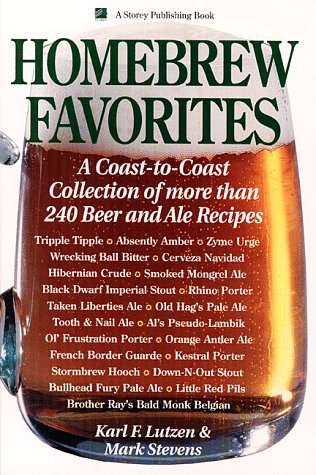 A Storey Publishing Book
HOMEBREW
FAVORITES
A Coast-to-Coast
Collection of more than
240 Beer and Ale Recipes
Tripple Tipple o Absently Amber o Zyme Urge
Wrecking Ball Bitter o Cerveza Navidad
Hibernian Crude o Smoked Mongrel Ale
Black Dwarf Imperial Stout o Rhino Porter
Taken Liberties Ale o Old Hag's Pale Ale
Tooth & Nail Ale o Al's Pseudo-Lambik
Ol' Frustration Porter o Orange Antler Ale
French Border Guarde o Kestral Porter
Stormbrew Hooch o Down-N-Out Stout
Bullhead Fury Pale Ale o Little Red Pils
Brother Ray's Bald Monk Belgian
Karl F. Lutzen &
Mark Stevens